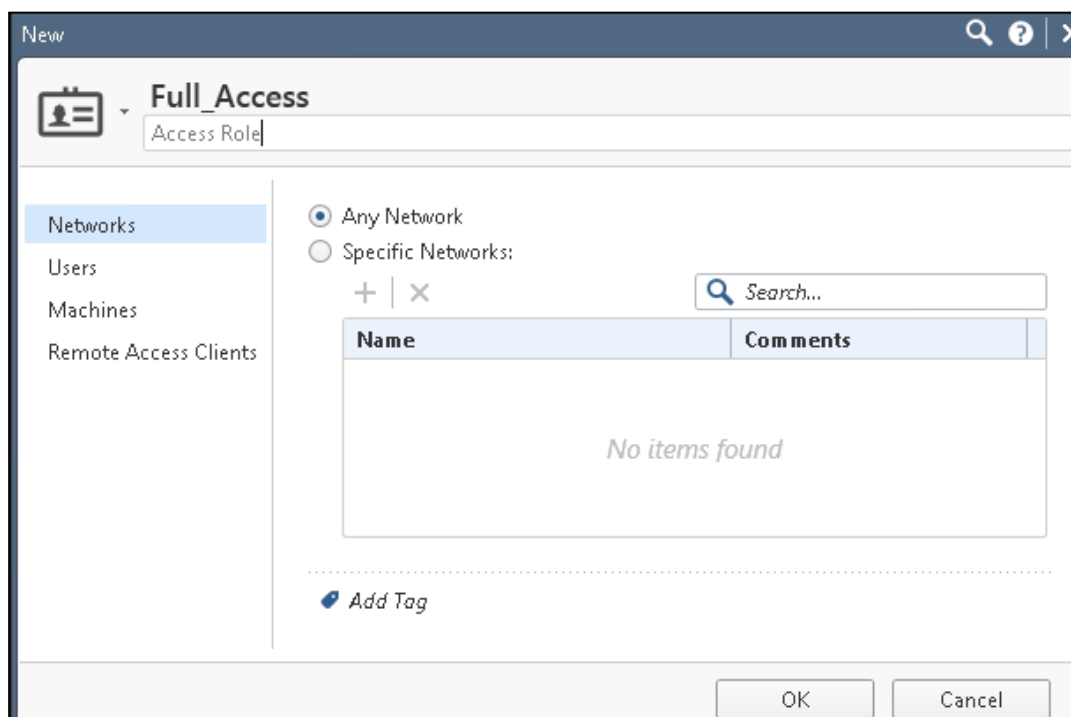 New
Full_Access
Access Role
Networks
Users
Machines
Remote Access Clients
Any Network
Specific Networks:
Search...
Name Comments
No items found
Add Tag
OK Cancel